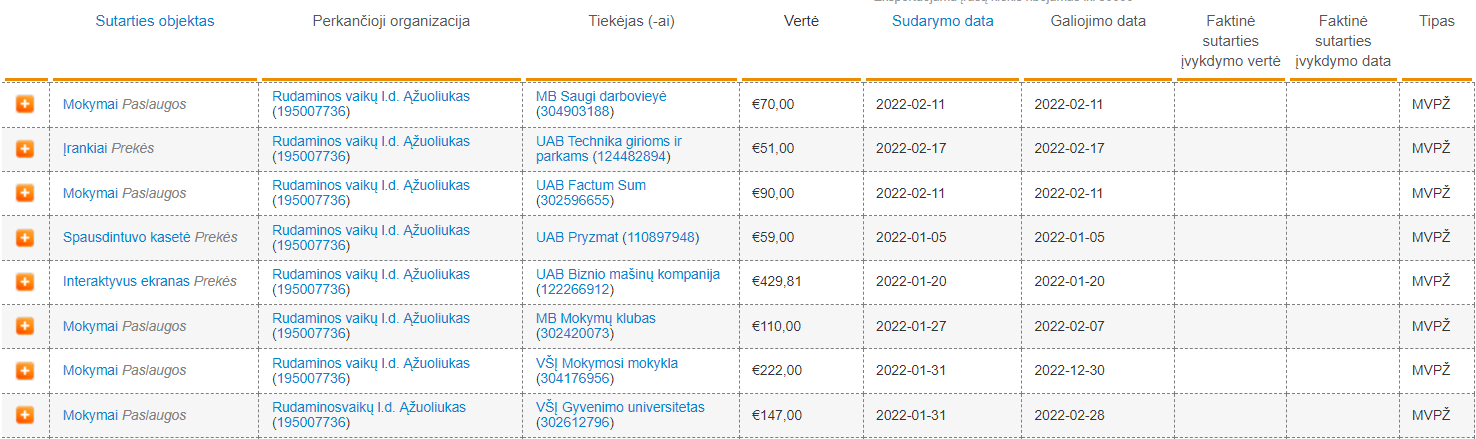 Sutarties objektas Perkančioji organizacija Tiekėjas (-ai) Vertė Sudarymo data Galiojimo data Faktinė sutarties įvykdymo vertė Faktinė sutarties įvykdymo data Tipas
Mokymai Paslaugos Rudaminos vaikų l.d. Ąžuoliukas (195007736) MB Saugi darbovieyė (304903188) €70,00 2022-02-11 2022-02-11 MVPŽ
Įrankiai Prekės Rudaminos vaikų l.d. Ąžuoliukas (195007736) UAB Technika girioms ir parkams (124482894) €51,00 2022-02-17 2022-02-17 MVPŽ
Mokymai Paslaugos Rudaminos vaikų l.d. Ąžuoliukas (195007736) UAB Factum Sum (302596655) €90,00 2022-02-11 2022-02-11 MVPŽ
Spausdintuvo kasetė Prekės Rudaminos vaikų l.d. Ąžuoliukas (195007736) UAB Pryzmat (110897948) €59,00 2022-01-05 2022-01-05 MVPŽ
Interaktyvus ekranas Prekės Rudaminos vaikų l.d. Ąžuoliukas (195007736) UAB Biznio mašinų kompanija (122266912) €429,81 2022-01-20 2022-01-20 MVPŽ
Mokymai Paslaugos Rudaminos vaikų l.d. Ąžuoliukas (195007736) MB Mokymų klubas (302420073) €110,00 2022-01-27 2022-02-07 MVPŽ
Mokymai Paslaugos Rudaminos vaikų l.d. Ąžuoliukas (195007736) VŠĮ Mokymosi mokykla (304176956) €222,00 2022-01-31 2022-12-30 MVPŽ
Mokymai Paslaugos Rudaminosvaikų l.d. Ąžuoliukas (195007736) VŠĮ Gyvenimo universitetas (302612796) €147,00 2022-01-31 2022-02-28 MVPŽ